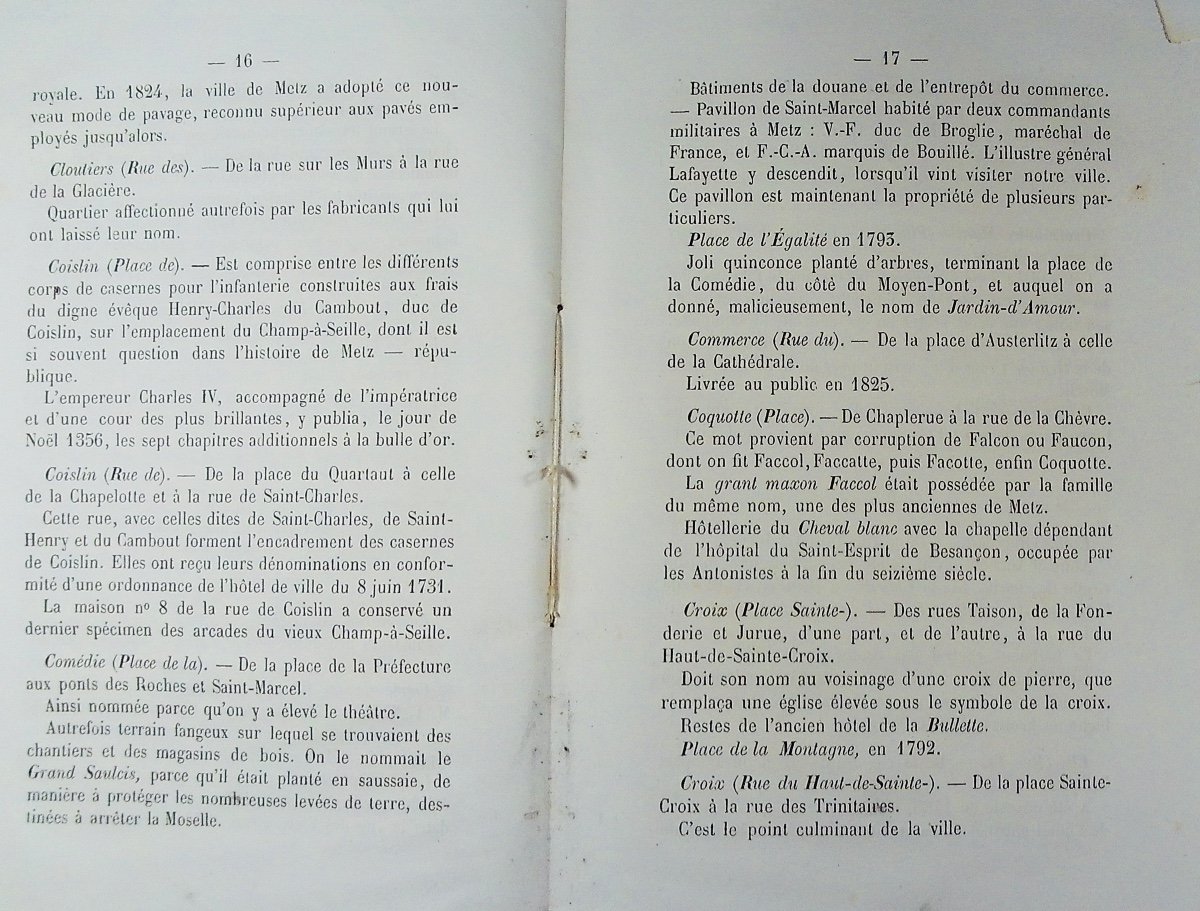 — 16 —
royale. En 1824, la ville de Metz a adopté ce nou-
veau mode de pavage, reconnu supérieur aux pavés em-
ployés jusqu'alors.
Cloutiers (Rue des). — De la rue sur les Murs à la rue
de la Glacière.
Quartier affectionné autrefois par les fabricants qui lui
ont laissé leur nom.
Coislin (Place de). — Est comprise entre les différents
corps de casernes pour l'infanterie construites aux frais
du digne évêque Henry-Charles du Cambout, duc de
Coislin, sur l'emplacement du Champ-à-Seille, dont il est
si souvent question dans l'histoire de Metz — répu-
blique.
L'empereur Charles IV, accompagné de l'impératrice
et d'une cour des plus brillantes, y publia, le jour de
Noël 1356, les sept chapitres additionnels à la bulle d'or.
Coislin (Rue de). — De la place du Quartaut à celle
de la Chapelotte et à la rue de Saint-Charles.
Cette rue, avec celles dites de Saint-Charles, de Saint-
Henry et du Cambout forment l'encadrement des casernes
de Coislin. Elles ont reçu leurs dénominations en confor-
mité d'une ordonnance de l'hôtel de ville du 8 juin 1731.
La maison nº 8 de la rue de Coislin a conservé un
dernier spécimen des arcades du vieux Champ-à-Seille.
Comédie (Place de la). — De la place de la Préfecture
aux ponts des Roches et Saint-Marcel.
Ainsi nommée parce qu'on y a élevé le théâtre.
Autrefois terrain fangeux sur lequel se trouvaient des
chantiers et des magasins de bois. On le nommait le
Grand Saulcis, parce qu'il était planté en saussaie, de
manière à protéger les nombreuses levées de terre, des-
tinées à arrêter la Moselle.
— 17 —
Bâtiments de la douane et de l'entrepôt du commerce.
— Pavillon de Saint-Marcel habité par deux commandants
militaires à Metz : V.-F. duc de Broglie, maréchal de
France, et F.-C.-A. marquis de Bouillé. L'illustre général
Lafayette y descendit, lorsqu'il vint visiter notre ville.
Ce pavillon est maintenant la propriété de plusieurs par-
ticuliers.
Place de l'Égalité en 1793.
Joli quinconce planté d'arbres, terminant la place de
la Comédie, du côté du Moyen-Pont, et auquel on a
donné, malicieusement, le nom de Jardin-d'Amour.
Commerce (Rue du). — De la place d'Austerlitz à celle
de la Cathédrale.
Livrée au public en 1825.
Coquotte (Place). — De Chaplerue à la rue de la Chèvre.
Ce mot provient par corruption de Falcon ou Faucon,
dont on fit Faccol, Faccatte, puis Facotte, enfin Coquotte.
La grant maxon Faccol était possédée par la famille
du même nom, une des plus anciennes de Metz.
Hôtellerie du Cheval blanc avec la chapelle dépendant
de l'hôpital du Saint-Esprit de Besançon, occupée par
les Antonistes à la fin du seizième siècle.
Croix (Place Sainte-). — Des rues Taison, de la Fon-
derie et Jurue, d'une part, et de l'autre, à la rue du
Haut-de-Sainte-Croix.
Doit son nom au voisinage d'une croix de pierre, que
remplaça une église élevée sous le symbole de la croix.
Restes de l'ancien hôtel de la Bullette.
Place de la Montagne, en 1792.
Croix (Rue du Haut-de-Sainte-). — De la place Sainte-
Croix à la rue des Trinitaires.
C'est le point culminant de la ville.